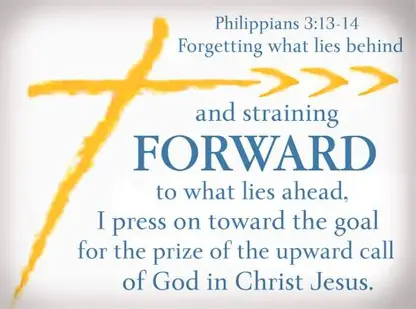 Philippians 3:13-14
Forgetting what lies behind
and straining
FORWARD
to what lies ahead,
I press on toward the goal
for the prize of the upward call
of God in Christ Jesus.